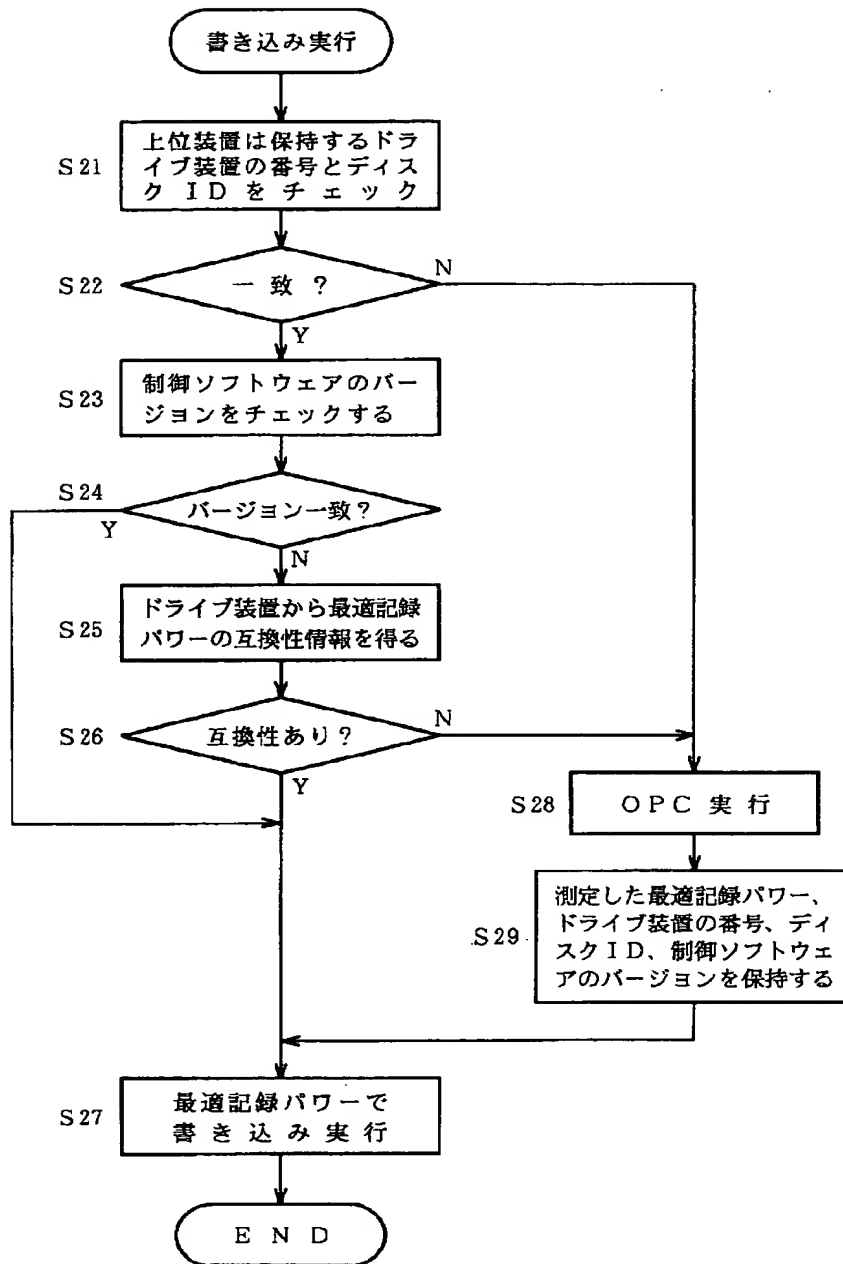 書き込み実行
S21
上位装置は保持するドラ
イブ装置の番号とディス
ク ID をチェック
S22
一致?
N
Y
S23
制御ソフトウェアのバー
ジョンをチェックする
S24
バージョン一致?
Y
N
S25
ドライブ装置から最適記録
パワーの互換性情報を得る
S26
互換性あり?
N
Y
S28
OPC 実行
S29
測定した最適記録パワー、
ドライブ装置の番号、ディ
スクID、制御ソフトウェ
アのバージョンを保持する
S27
最適記録パワーで
書き込み実行
END